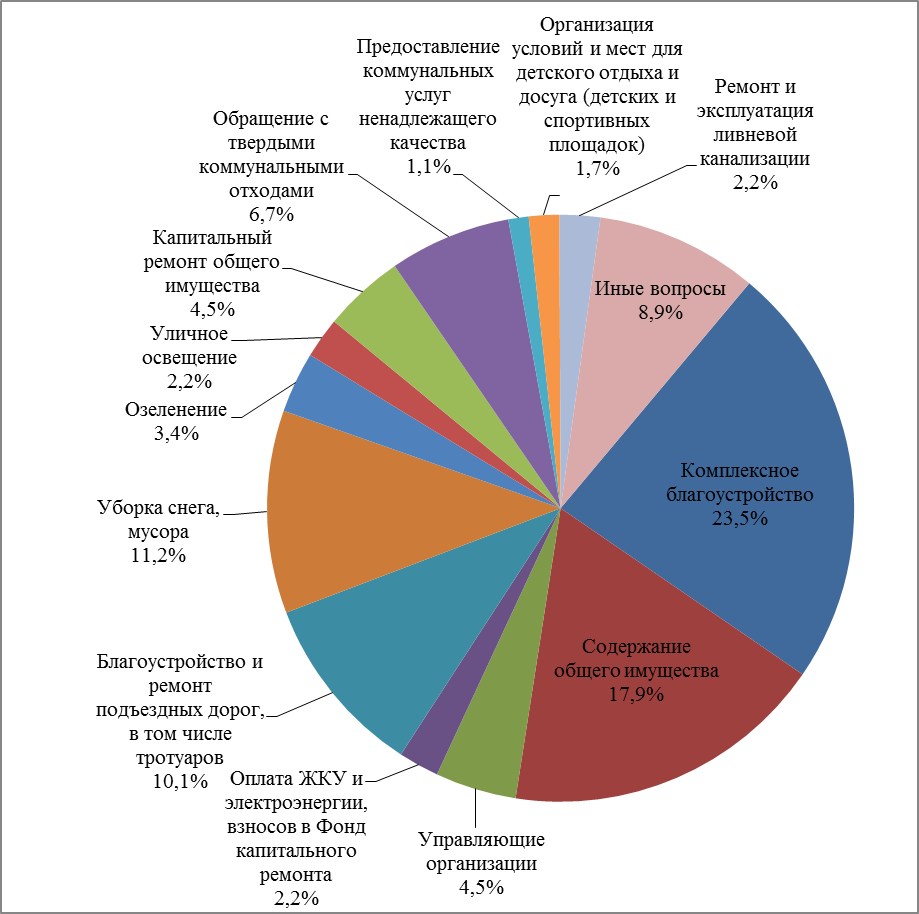 Организация
условий и мест для
детского отдыха и
досуга (детских и
спортивных
площадок)
1,7%
Предоставление
коммунальных
услуг
ненадлежащего
качества
1,1%
Ремонт и
эксплуатация
ливневой
канализации
2,2%
Обращение с
твердыми
коммунальными
отходами
6,7%
Капитальный
ремонт общего
имущества
4,5%
Иные вопросы
8,9%
Уличное
освещение
2,2%
Озеленение
3,4%
Комплексное
благоустройство
23,5%
Уборка снега,
мусора
11,2%
Содержание
общего имущества
17,9%
Благоустройство и
ремонт
подъездных дорог,
в том числе
тротуаров
10,1%
Оплата ЖКУ и
электроэнергии,
взносов в Фонд
капитального
ремонта
2,2%
Управляющие
организации
4,5%